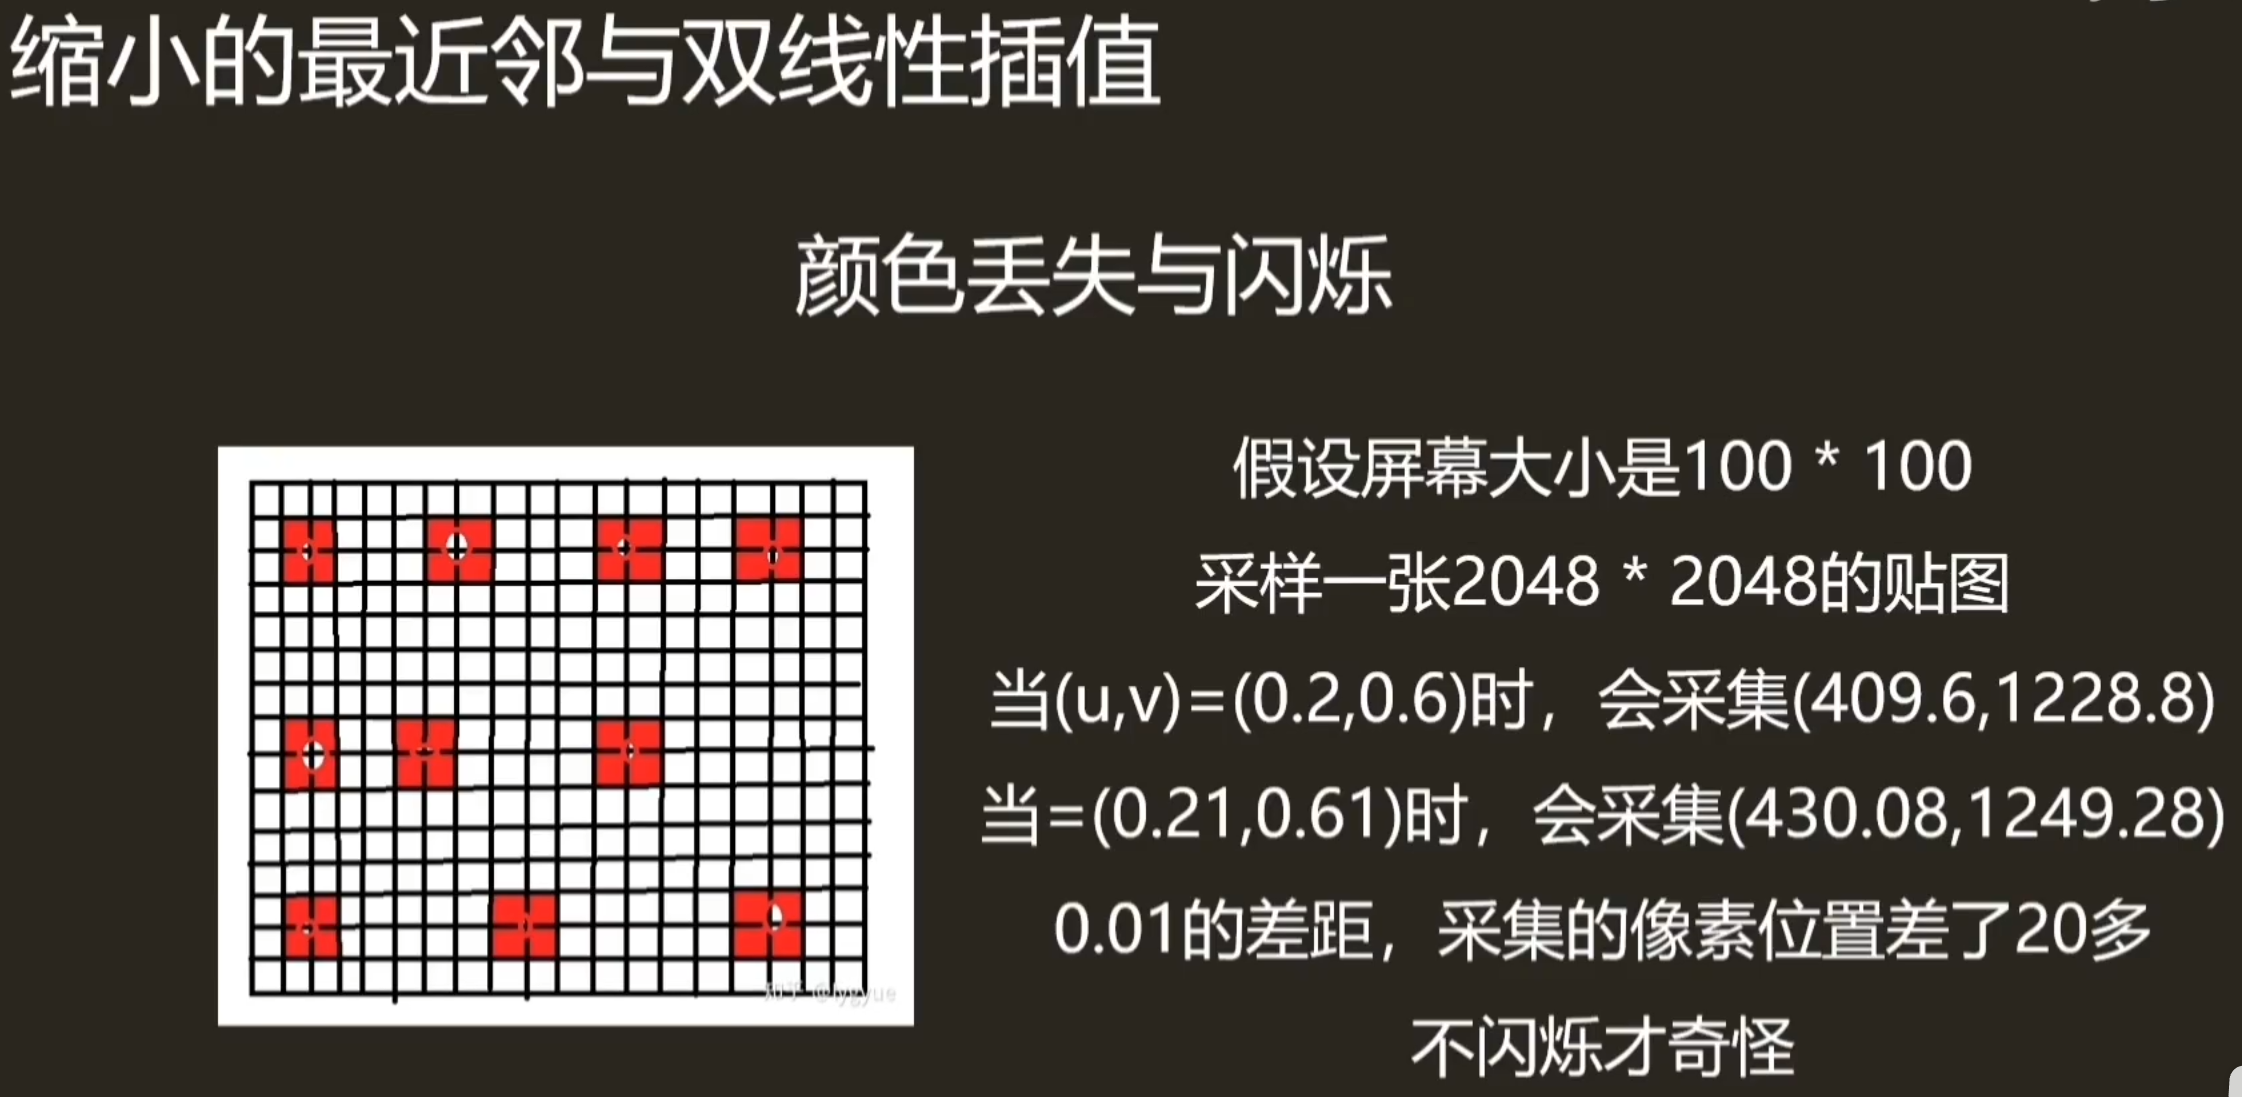 缩小的最近邻与双线性插值
颜色丢失与闪烁
假设屏幕大小是100 * 100
采样一张2048 * 2048的贴图
当(u,v)=(0.2,0.6)时，会采集(409.6,1228.8)
当=(0.21,0.61)时，会采集(430.08,1249.28)
0.01的差距，采集的像素位置差了20多
不闪烁才奇怪
知乎 @lygyue